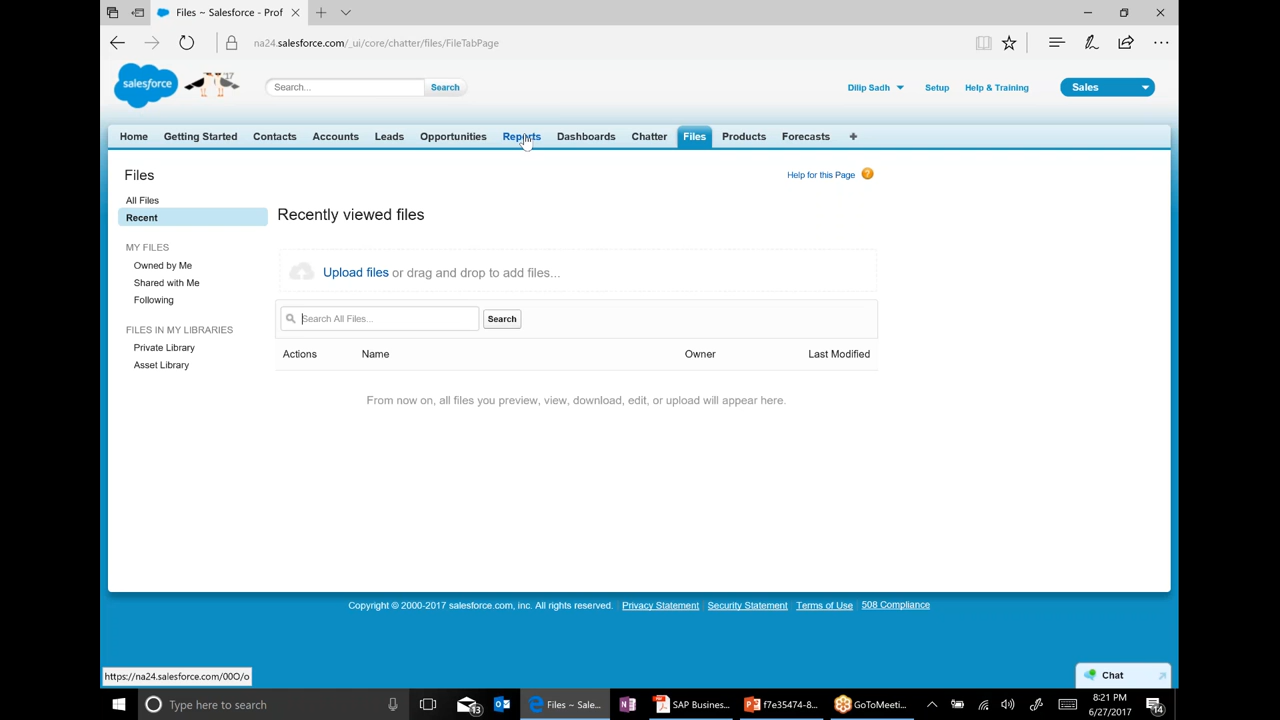 Files ~ Salesforce - Prof
na24.salesforce.com/_ui/core/chatter/files/FileTabPage
salesforce
'17
Search...
Search
Dilip Sadh
Setup
Help & Training
Sales
Home
Getting Started
Contacts
Accounts
Leads
Opportunities
Reports
Dashboards
Chatter
Files
Products
Forecasts
Files
Help for this Page
All Files
Recent
Recently viewed files
MY FILES
Owned by Me
Shared with Me
Following
Upload files or drag and drop to add files...
Search All Files...
Search
FILES IN MY LIBRARIES
Private Library
Asset Library
Actions
Name
Owner
Last Modified
From now on, all files you preview, view, download, edit, or upload will appear here.
Copyright © 2000-2017 salesforce.com, inc. All rights reserved.
Privacy Statement
Security Statement
Terms of Use
508 Compliance
https://na24.salesforce.com/00O/o
Chat
Type here to search
13
Files ~ Sale...
SAP Busines...
f7e35474-8...
GoToMeeti...
8:21 PM
6/27/2017
14